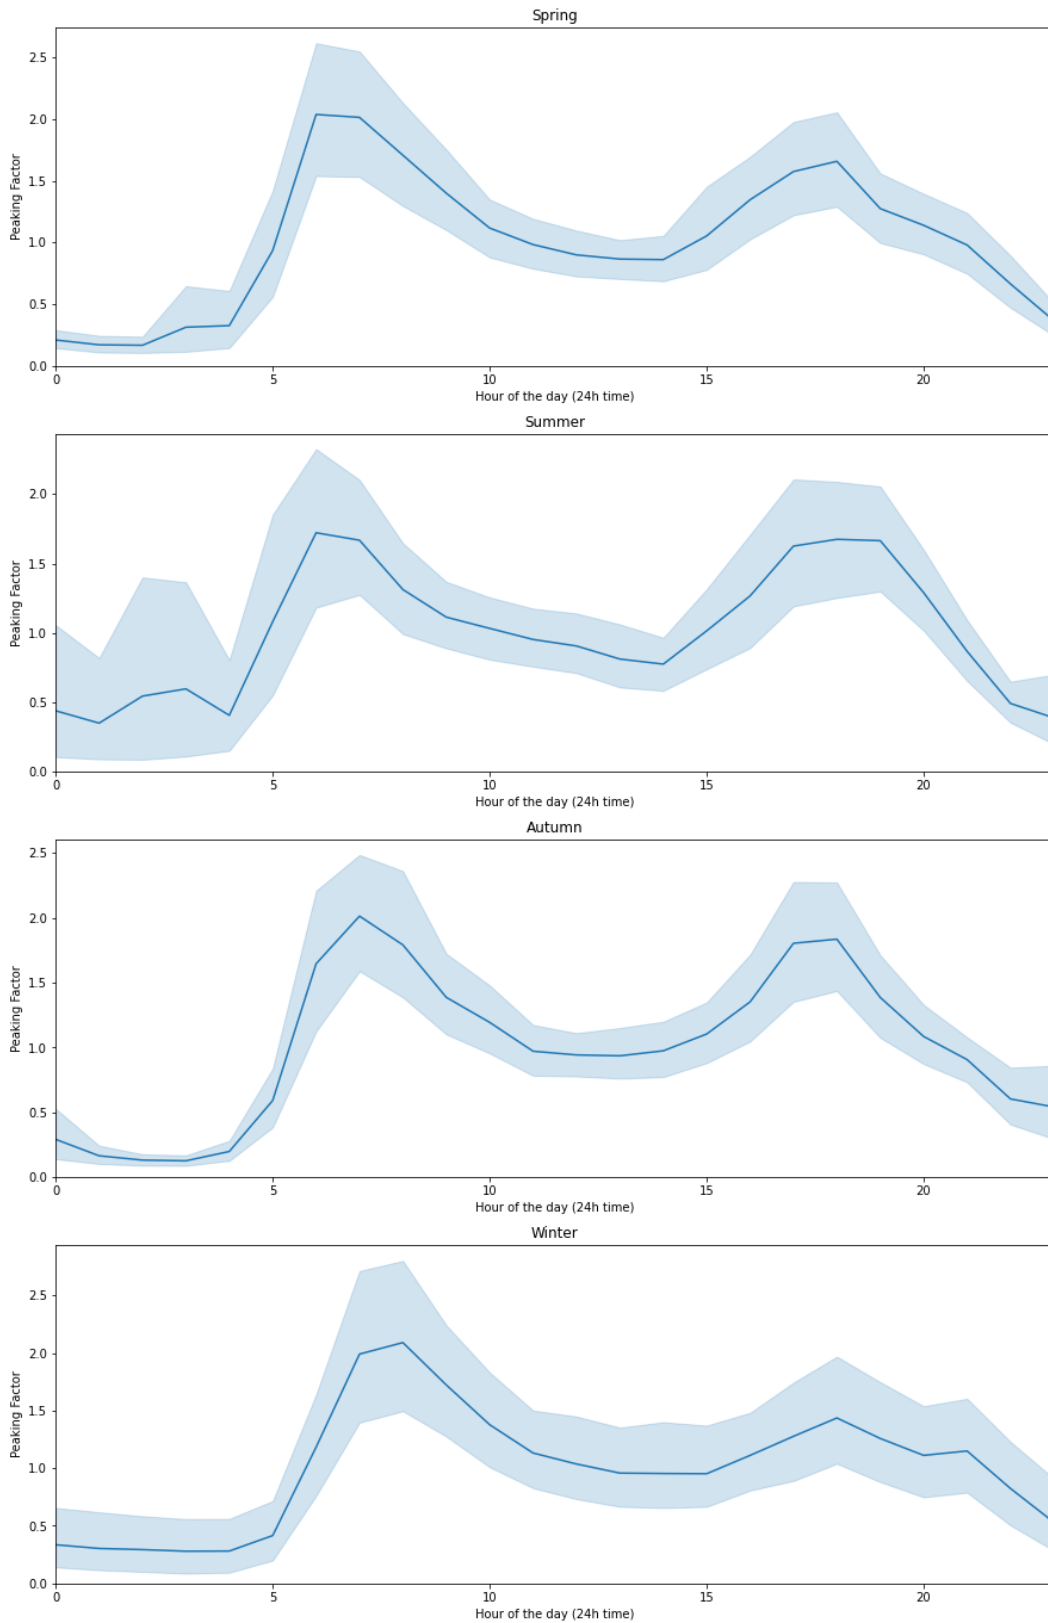 Spring
2.5
2.0
1.5
1.0
0.5
0.0
Peaking Factor
0 5 10 15 20
Hour of the day (24h time)
Summer
2.0
1.5
1.0
0.5
0.0
Peaking Factor
0 5 10 15 20
Hour of the day (24h time)
Autumn
2.5
2.0
1.5
1.0
0.5
0.0
Peaking Factor
0 5 10 15 20
Hour of the day (24h time)
Winter
2.5
2.0
1.5
1.0
0.5
0.0
Peaking Factor
0 5 10 15 20
Hour of the day (24h time)